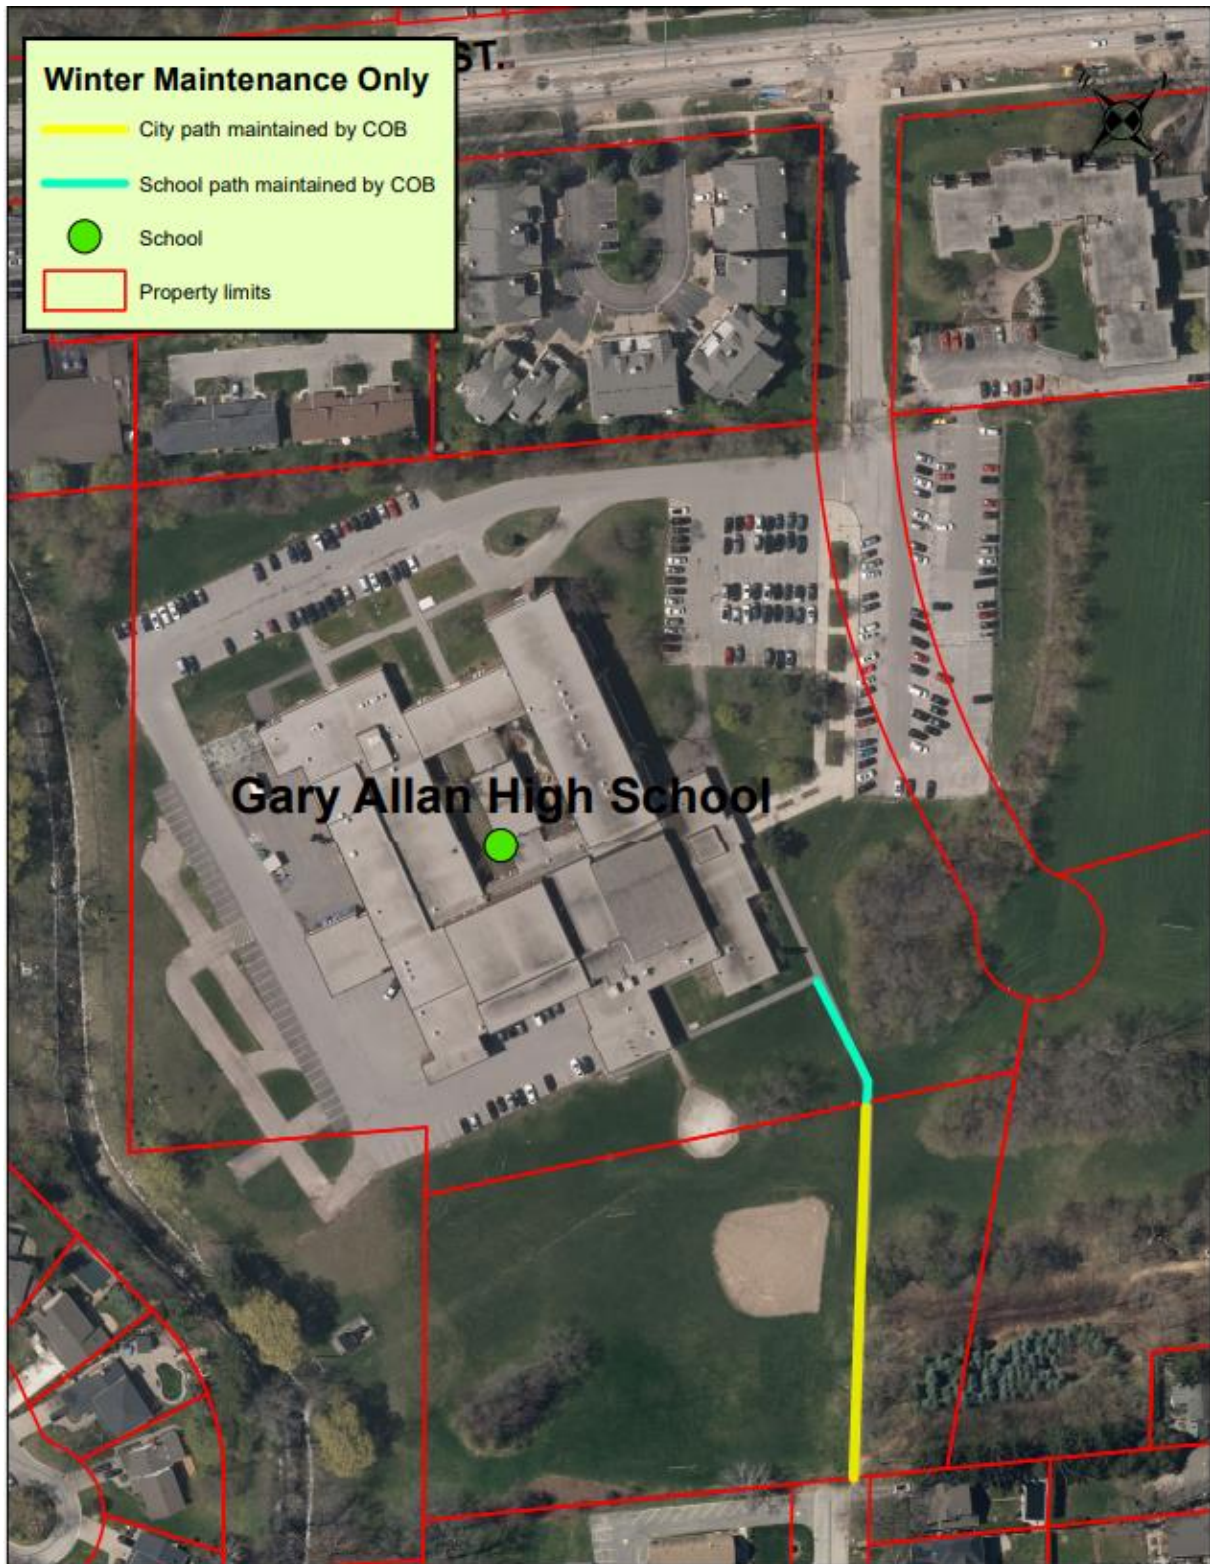 ST.
Winter Maintenance Only
City path maintained by COB
School path maintained by COB
School
Property limits
Gary Allan High School